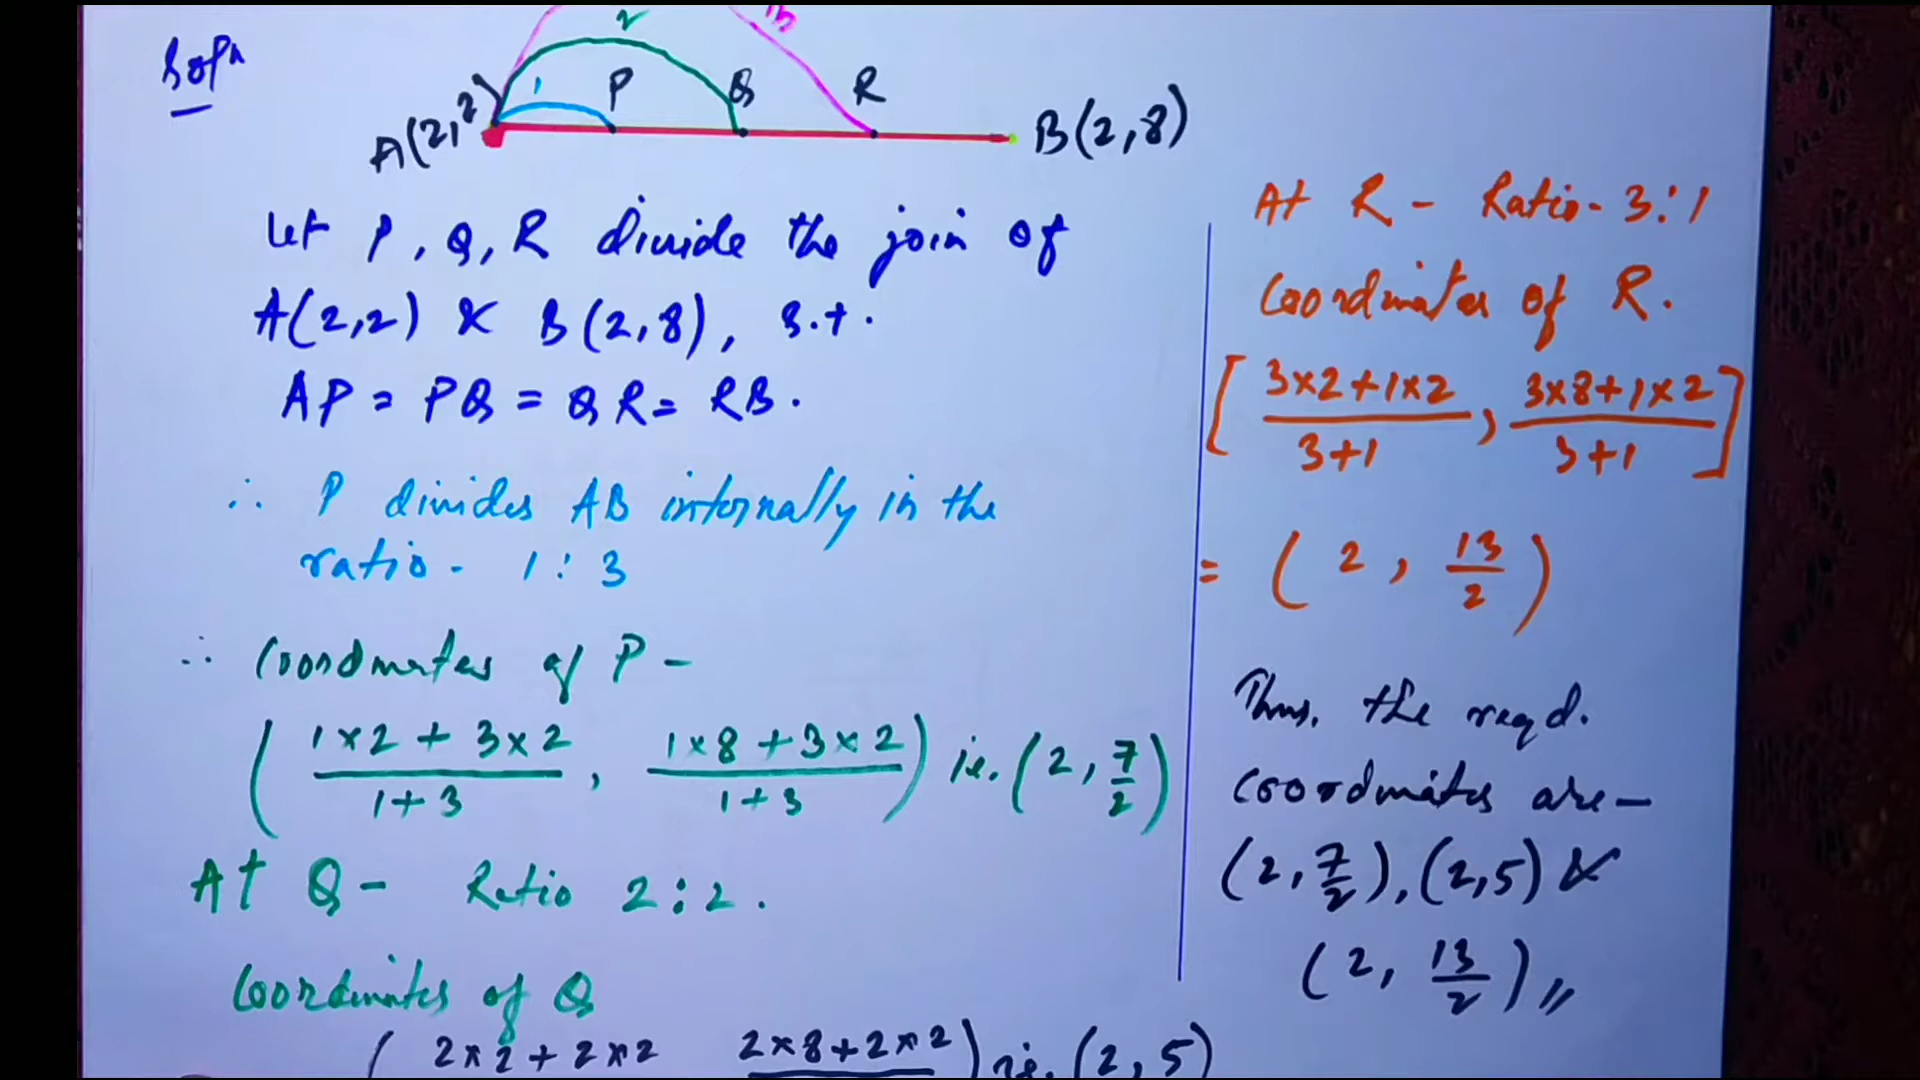 Soln
2
3
1
P
Q
R
A(2,2)
B(2,8)
Let P, Q, R divide the join of
A(2,2) & B(2,8), s.t.
AP = PQ = QR = RB.
∴ P divides AB internally in the
ratio - 1:3
∴ Coordinates of P -
( (1×2 + 3×2)/(1+3) , (1×8 + 3×2)/(1+3) ) ie. (2, 7/2)
At Q - Ratio 2:2.
Coordinates of Q
( 2×2 + 2×2   2×8 + 2×2 ) ie. (2, 5)
At R - Ratio - 3:1
Coordinates of R.
[ (3×2+1×2)/(3+1) , (3×8+1×2)/(3+1) ]
= ( 2 , 13/2 )
Thus, the reqd.
coordinates are -
(2, 7/2), (2,5) &
(2, 13/2) //